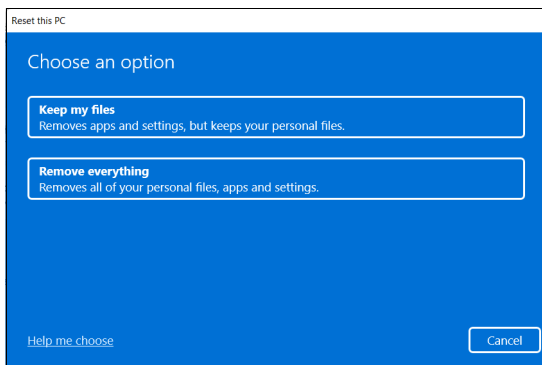 Reset this PC
Choose an option
Keep my files
Removes apps and settings, but keeps your personal files.
Remove everything
Removes all of your personal files, apps and settings.
Help me choose
Cancel